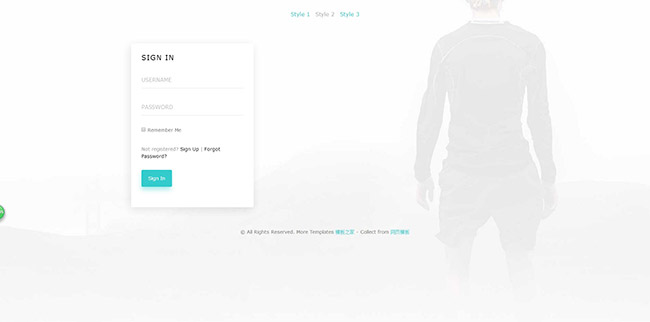 Style 1 Style 2 Style 3
SIGN IN
USERNAME
PASSWORD
Remember Me
Not registered? Sign Up | Forgot
Password?
Sign In
© All Rights Reserved. More Templates 模板之家 - Collect from 网页模板